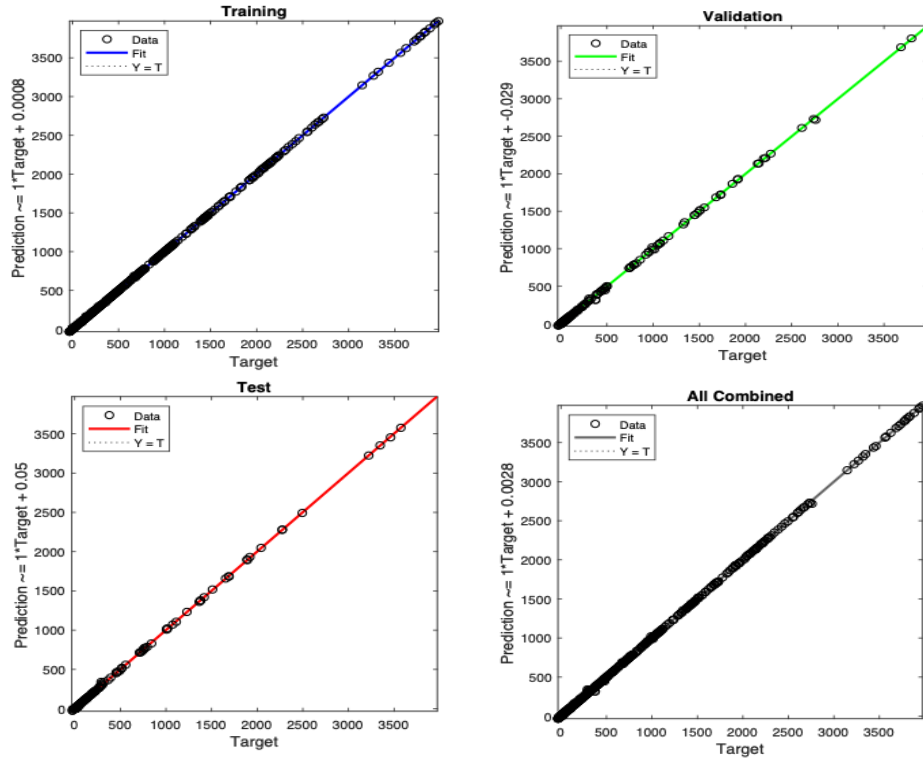 Training
Data
Fit
Y = T
Prediction ~= 1*Target + 0.0008
3500
3000
2500
2000
1500
1000
500
0
0 500 1000 1500 2000 2500 3000 3500
Target
Validation
Data
Fit
Y = T
Prediction ~= 1*Target + -0.029
3500
3000
2500
2000
1500
1000
500
0
0 500 1000 1500 2000 2500 3000 3500
Target
Test
Data
Fit
Y = T
Prediction ~= 1*Target + 0.05
3500
3000
2500
2000
1500
1000
500
0
0 500 1000 1500 2000 2500 3000 3500
Target
All Combined
Data
Fit
Y = T
Prediction ~= 1*Target + 0.0028
3500
3000
2500
2000
1500
1000
500
0
0 500 1000 1500 2000 2500 3000 3500
Target